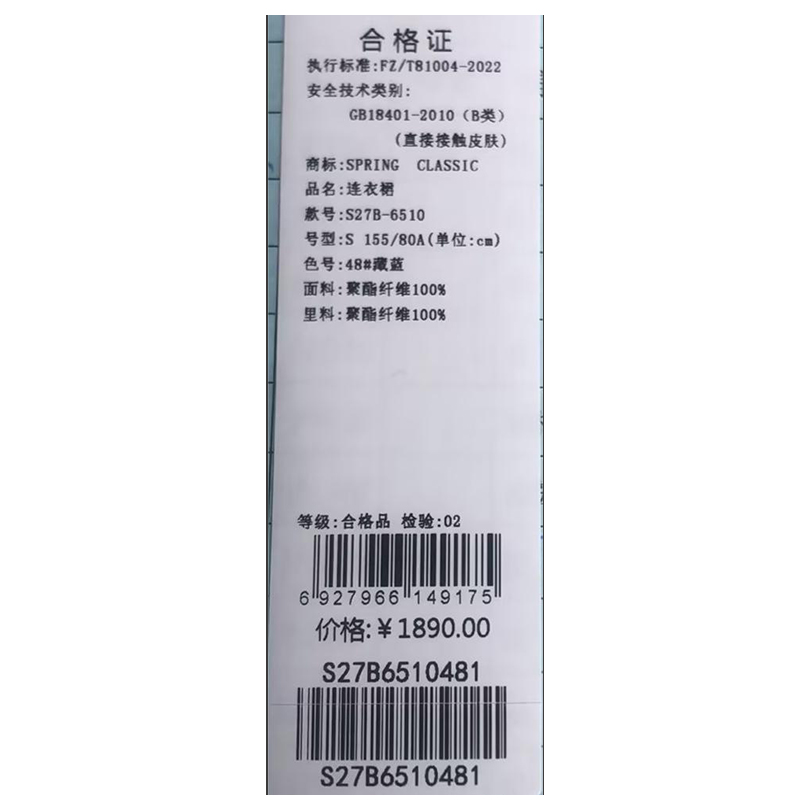 合格证
执行标准:FZ/T81004-2022
安全技术类别:
GB18401-2010（B类）
(直接接触皮肤)
商标:SPRING CLASSIC
品名:连衣裙
款号:S27B-6510
号型:S 155/80A(单位:cm)
色号:48#藏蓝
面料:聚酯纤维100%
里料:聚酯纤维100%
等级:合格品 检验:02
6 927966 149175
价格:￥1890.00
S27B6510481
S27B6510481